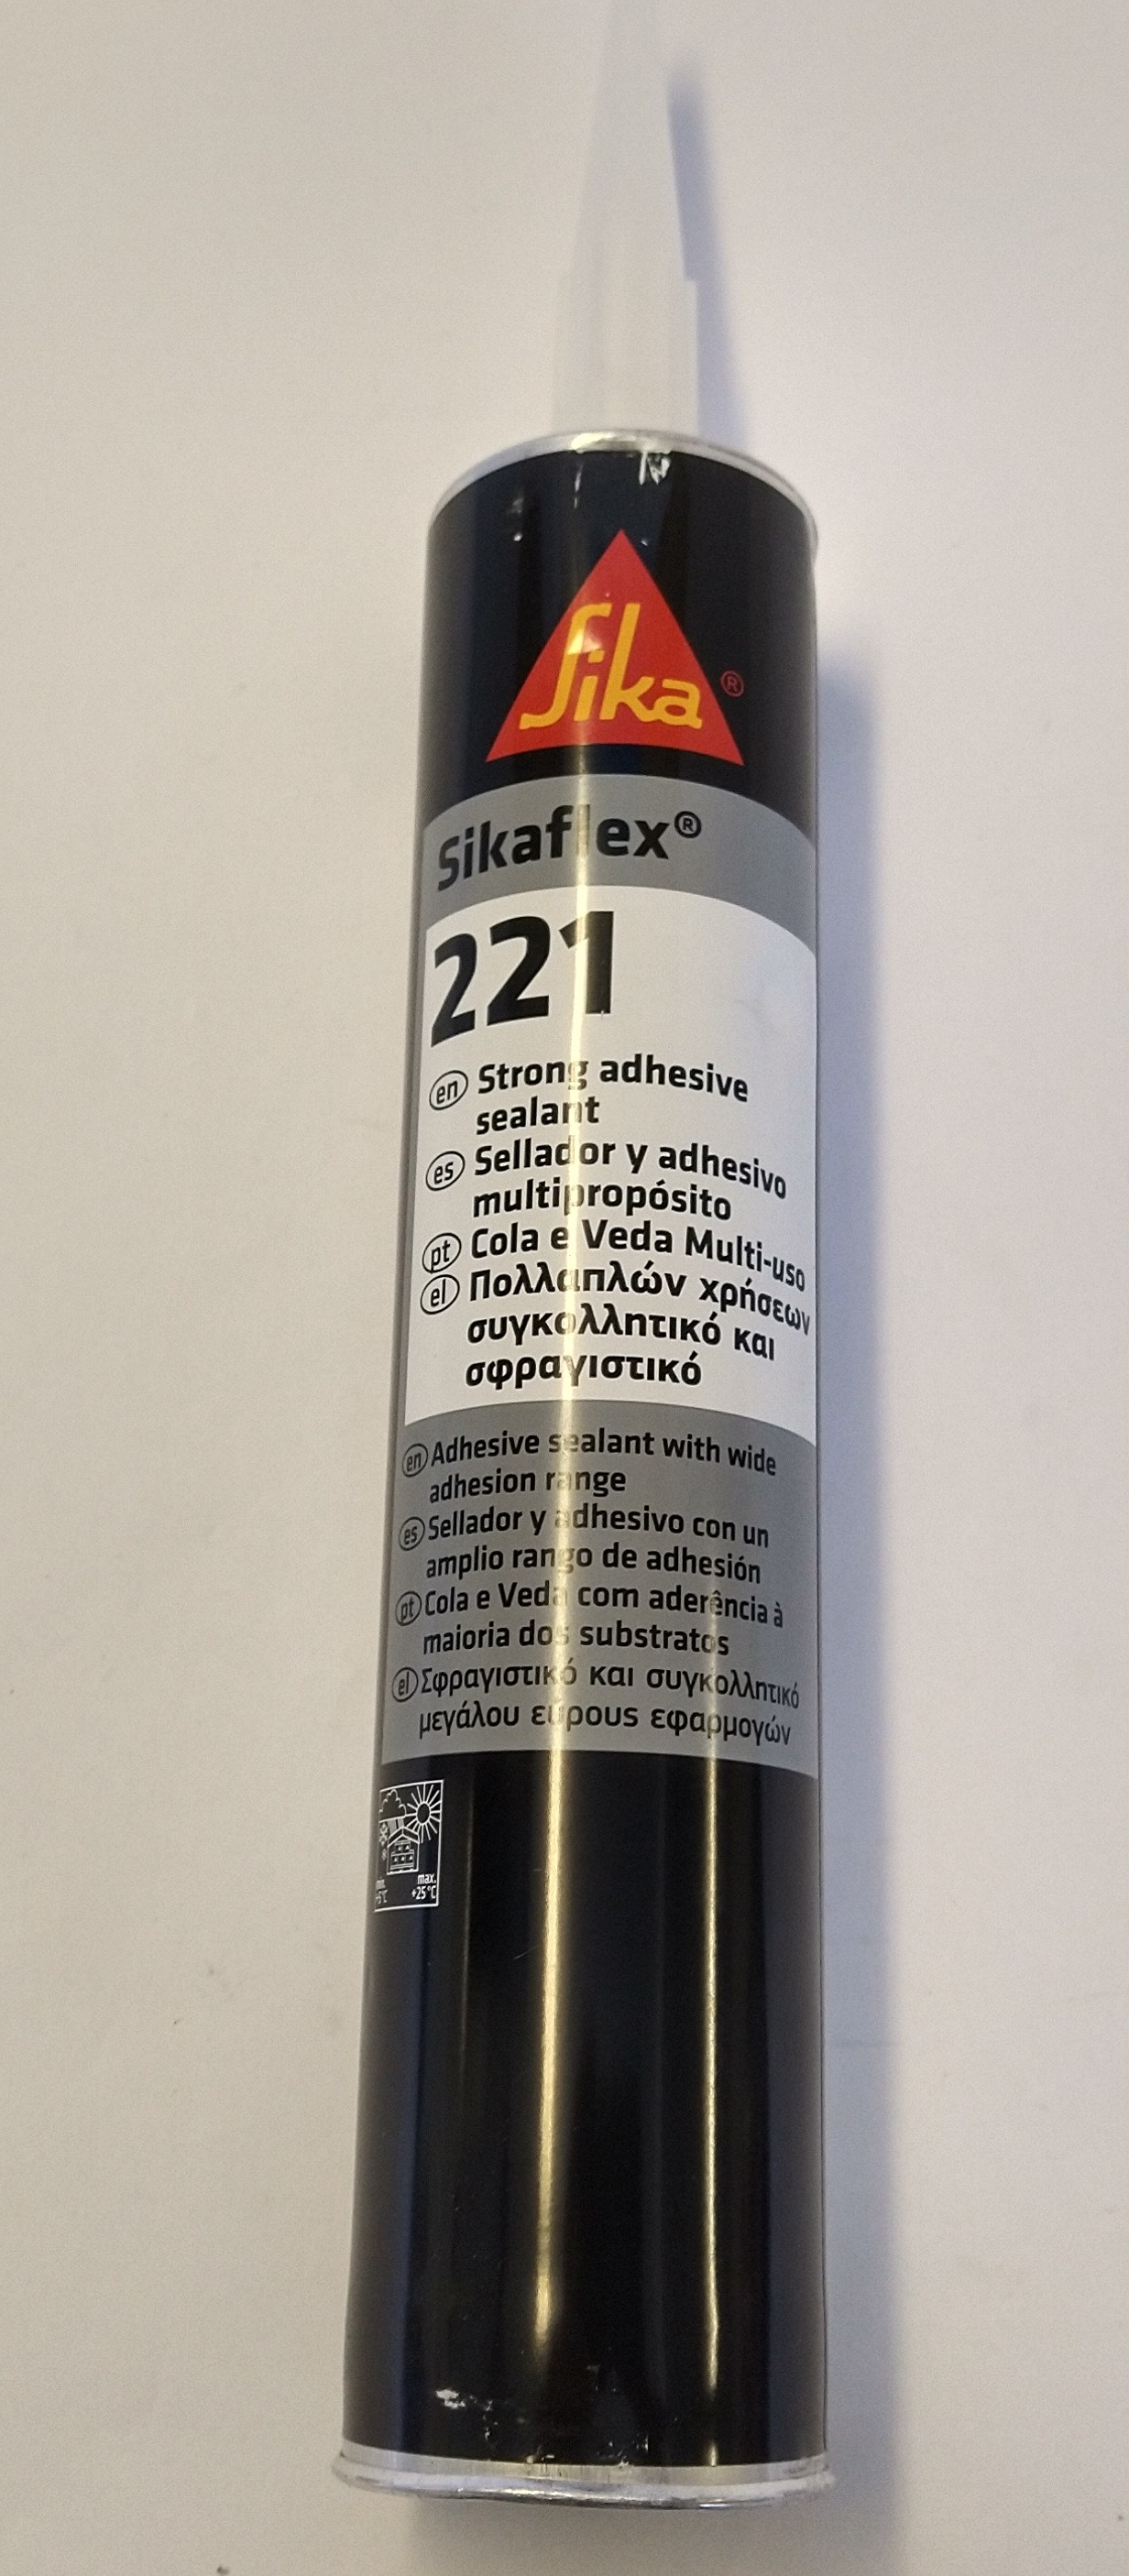 Sika®
Sikaflex®
221
en Strong adhesive
sealant
es Sellador y adhesivo
multipropósito
pt Cola e Veda Multi-uso
el Πολλαπλών χρήσεων
συγκολλητικό και
σφραγιστικό
en Adhesive sealant with wide
adhesion range
es Sellador y adhesivo con un
amplio rango de adhesión
pt Cola e Veda com aderência à
maioria dos substratos
el Σφραγιστικό και συγκολλητικό
μεγάλου εύρους εφαρμογών
max.
+25°C